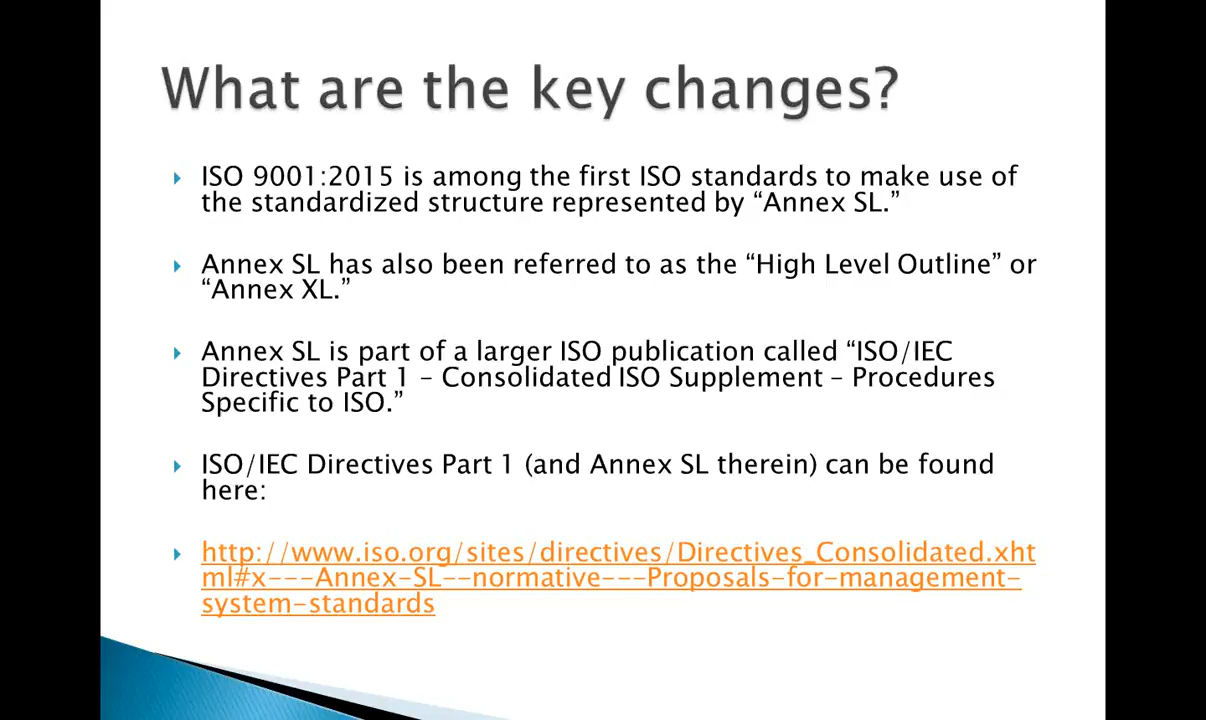 What are the key changes?
ISO 9001:2015 is among the first ISO standards to make use of
the standardized structure represented by “Annex SL.”
Annex SL has also been referred to as the “High Level Outline” or
“Annex XL.”
Annex SL is part of a larger ISO publication called “ISO/IEC
Directives Part 1 – Consolidated ISO Supplement – Procedures
Specific to ISO.”
ISO/IEC Directives Part 1 (and Annex SL therein) can be found
here:
http://www.iso.org/sites/directives/Directives_Consolidated.xht
ml#x---Annex-SL--normative---Proposals-for-management-
system-standards